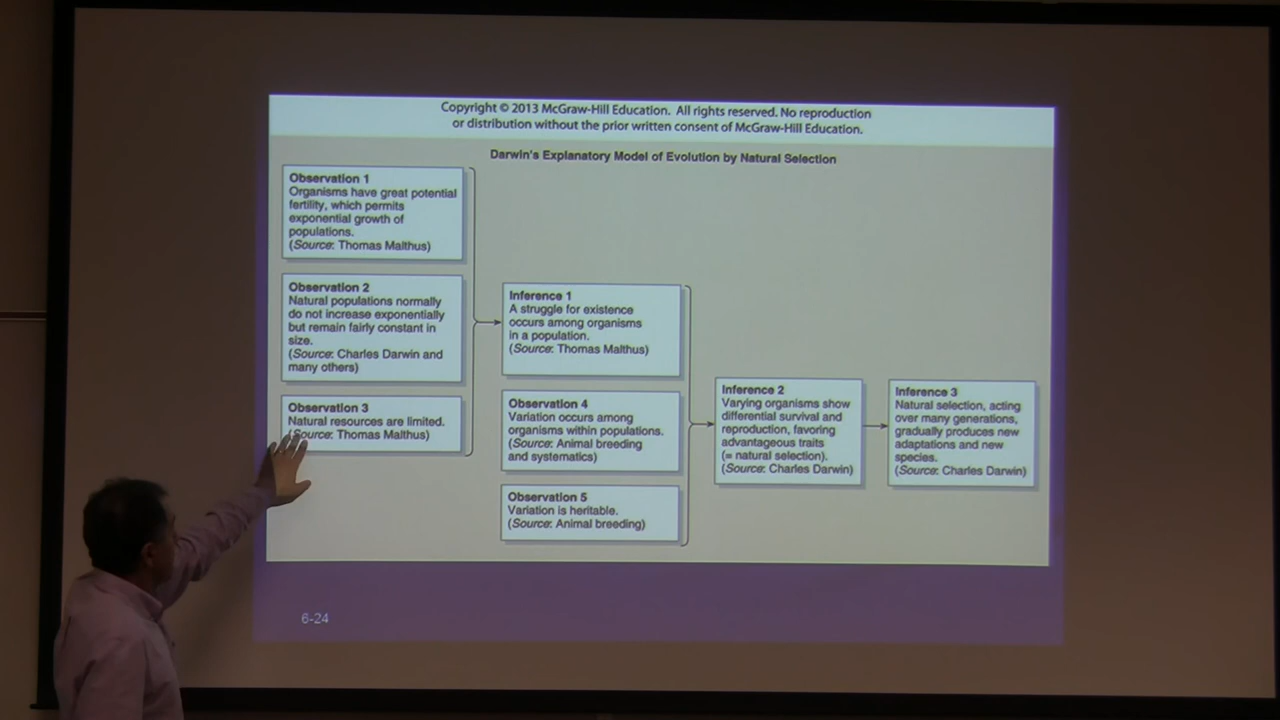 Copyright © 2013 McGraw-Hill Education. All rights reserved. No reproduction
or distribution without the prior written consent of McGraw-Hill Education.
Darwin's Explanatory Model of Evolution by Natural Selection
Observation 1
Organisms have great potential
fertility, which permits
exponential growth of
populations.
(Source: Thomas Malthus)
Observation 2
Natural populations normally
do not increase exponentially
but remain fairly constant in
size.
(Source: Charles Darwin and
many others)
Observation 3
Natural resources are limited.
(Source: Thomas Malthus)
Inference 1
A struggle for existence
occurs among organisms
in a population.
(Source: Thomas Malthus)
Observation 4
Variation occurs among
organisms within populations.
(Source: Animal breeding
and systematics)
Observation 5
Variation is heritable.
(Source: Animal breeding)
Inference 2
Varying organisms show
differential survival and
reproduction, favoring
advantageous traits
(= natural selection).
(Source: Charles Darwin)
Inference 3
Natural selection, acting
over many generations,
gradually produces new
adaptations and new
species.
(Source: Charles Darwin)
6-24